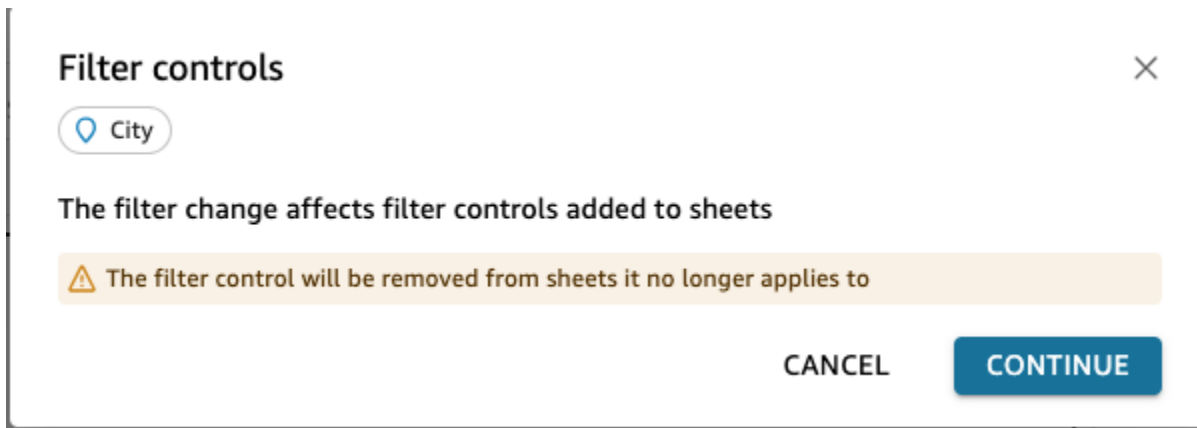 Filter controls
City
The filter change affects filter controls added to sheets
The filter control will be removed from sheets it no longer applies to
CANCEL CONTINUE